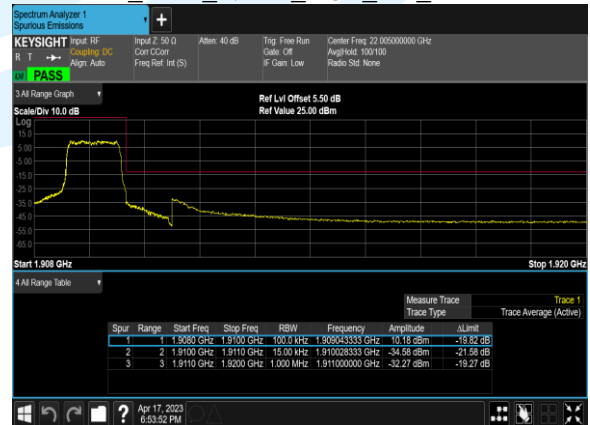 Spectrum Analyzer 1
Spurious Emissions
+
KEYSIGHT Input: RF Input Z: 50 Ω Atten: 40 dB Trig: Free Run Center Freq: 22.005000000 GHz
R T Coupling: DC Corr CCorr Gate: Off Avg|Hold: 100/100
Align: Auto Freq Ref: Int (S) IF Gain: Low Radio Std: None
LV PASS
3 All Range Graph
Ref Lvl Offset 5.50 dB
Scale/Div 10.0 dB Ref Value 25.00 dBm
Log
15.0
5.00
-5.00
-15.0
-25.0
-35.0
-45.0
-55.0
-65.0
Start 1.908 GHz Stop 1.920 GHz
4 All Range Table
Measure Trace Trace 1
Trace Type Trace Average (Active)
Spur Range Start Freq Stop Freq RBW Frequency Amplitude ΔLimit
1 1 1.9080 GHz 1.9100 GHz 100.0 kHz 1.909043333 GHz 10.18 dBm -19.82 dB
2 2 1.9100 GHz 1.9110 GHz 15.00 kHz 1.910028333 GHz -34.58 dBm -21.58 dB
3 3 1.9110 GHz 1.9200 GHz 1.000 MHz 1.911000000 GHz -32.27 dBm -19.27 dB
? Apr 17, 2023
6:53:52 PM